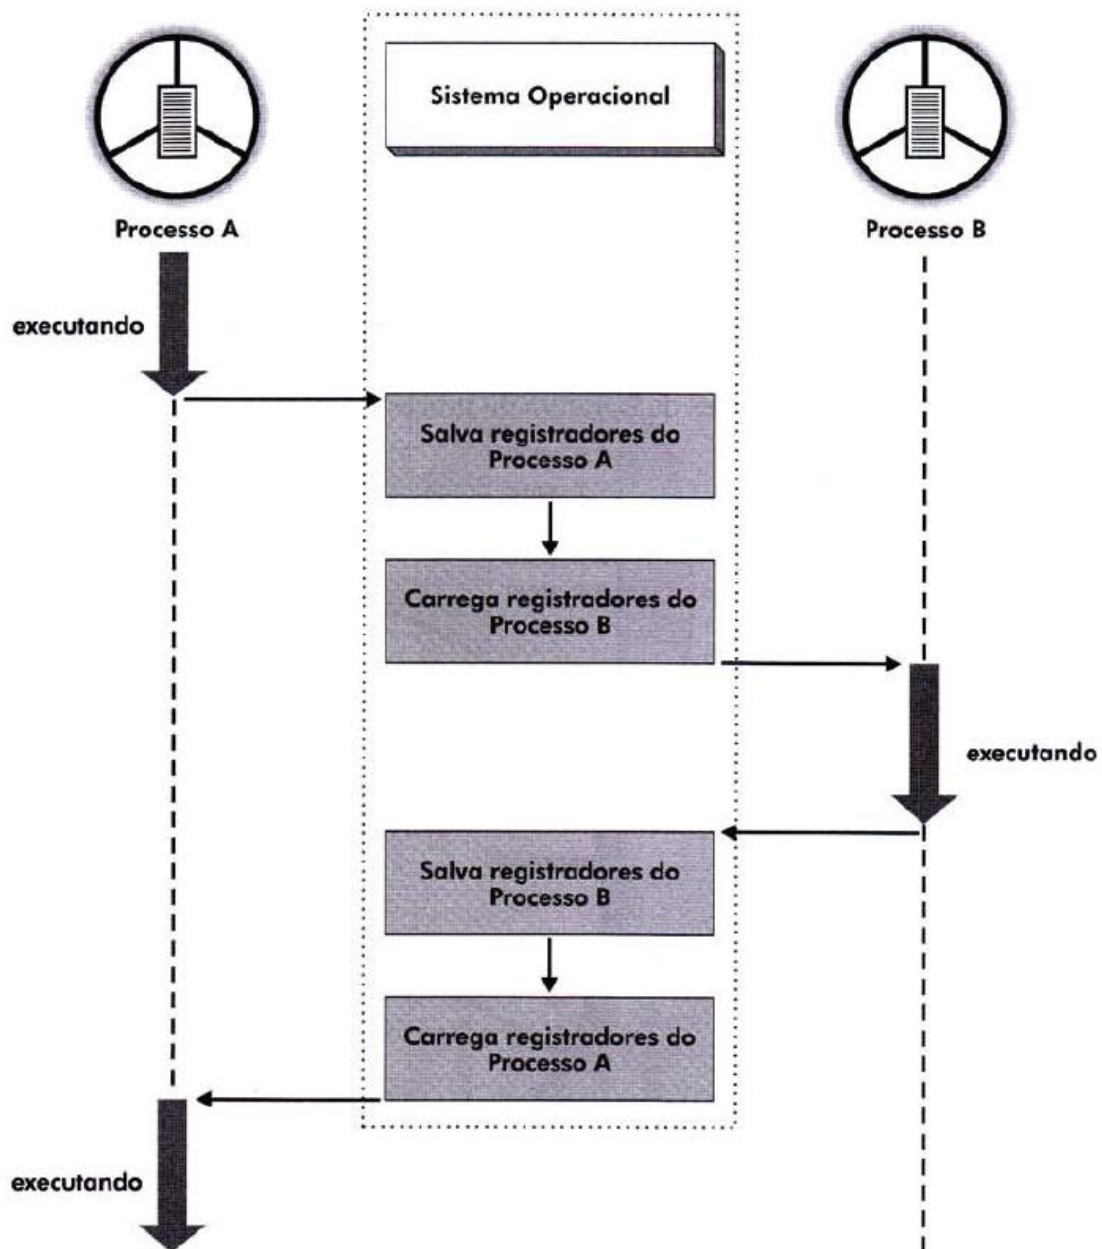 Sistema Operacional
Processo A
Processo B
executando
Salva registradores do
Processo A
Carrega registradores do
Processo B
executando
Salva registradores do
Processo B
Carrega registradores do
Processo A
executando